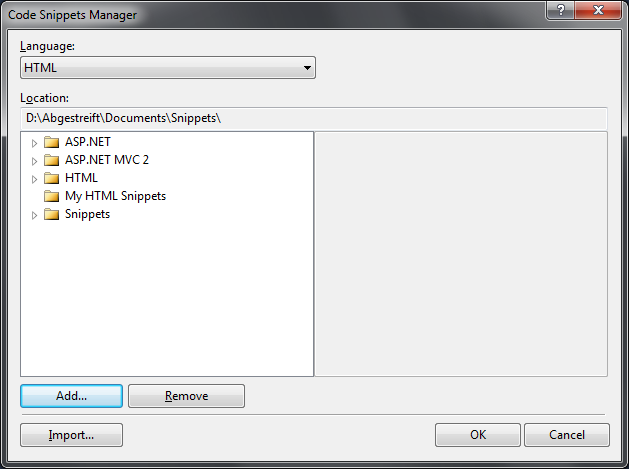 Code Snippets Manager
?
Language:
HTML
Location:
D:\Abgestreift\Documents\Snippets\
ASP.NET
ASP.NET MVC 2
HTML
My HTML Snippets
Snippets
Add... Remove
Import... OK Cancel